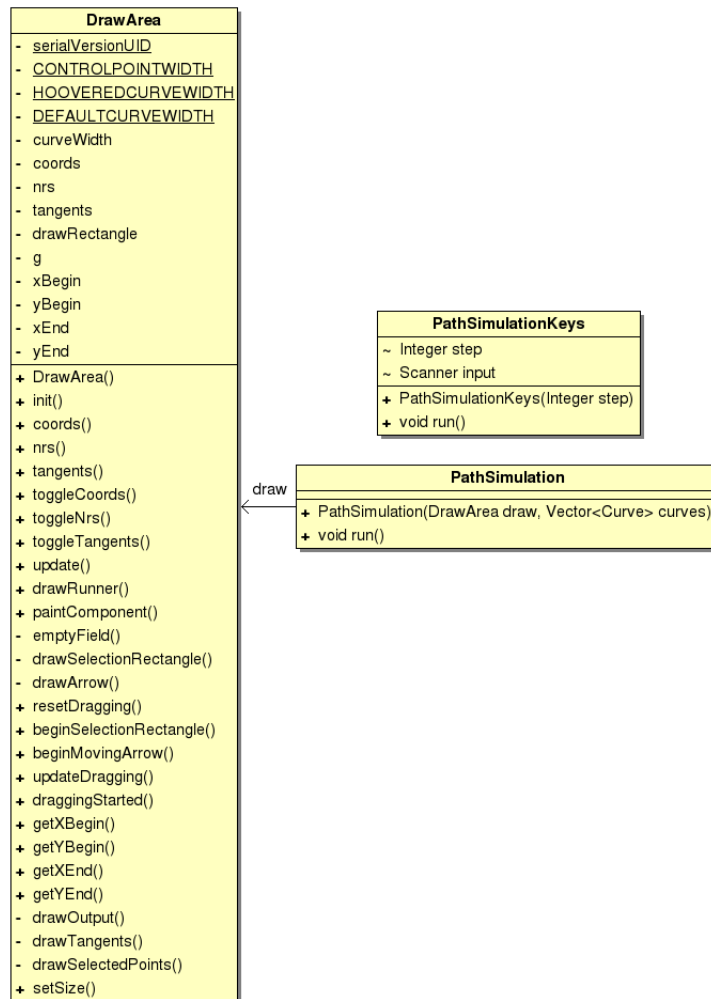 DrawArea
- serialVersionUID
- CONTROLPOINTWIDTH
- HOOVEREDCURVEWIDTH
- DEFAULTCURVEWIDTH
- curveWidth
- coords
- nrs
- tangents
- drawRectangle
- g
- xBegin
- yBegin
- xEnd
- yEnd
+ DrawArea()
+ init()
+ coords()
+ nrs()
+ tangents()
+ toggleCoords()
+ toggleNrs()
+ toggleTangents()
+ update()
+ drawRunner()
+ paintComponent()
- emptyField()
- drawSelectionRectangle()
- drawArrow()
+ resetDragging()
+ beginSelectionRectangle()
+ beginMovingArrow()
+ updateDragging()
+ draggingStarted()
+ getXBegin()
+ getYBegin()
+ getXEnd()
+ getYEnd()
- drawOutput()
- drawTangents()
- drawSelectedPoints()
+ setSize()
PathSimulationKeys
~ Integer step
~ Scanner input
+ PathSimulationKeys(Integer step)
+ void run()
draw
PathSimulation
+ PathSimulation(DrawArea draw, Vector<Curve> curves)
+ void run()